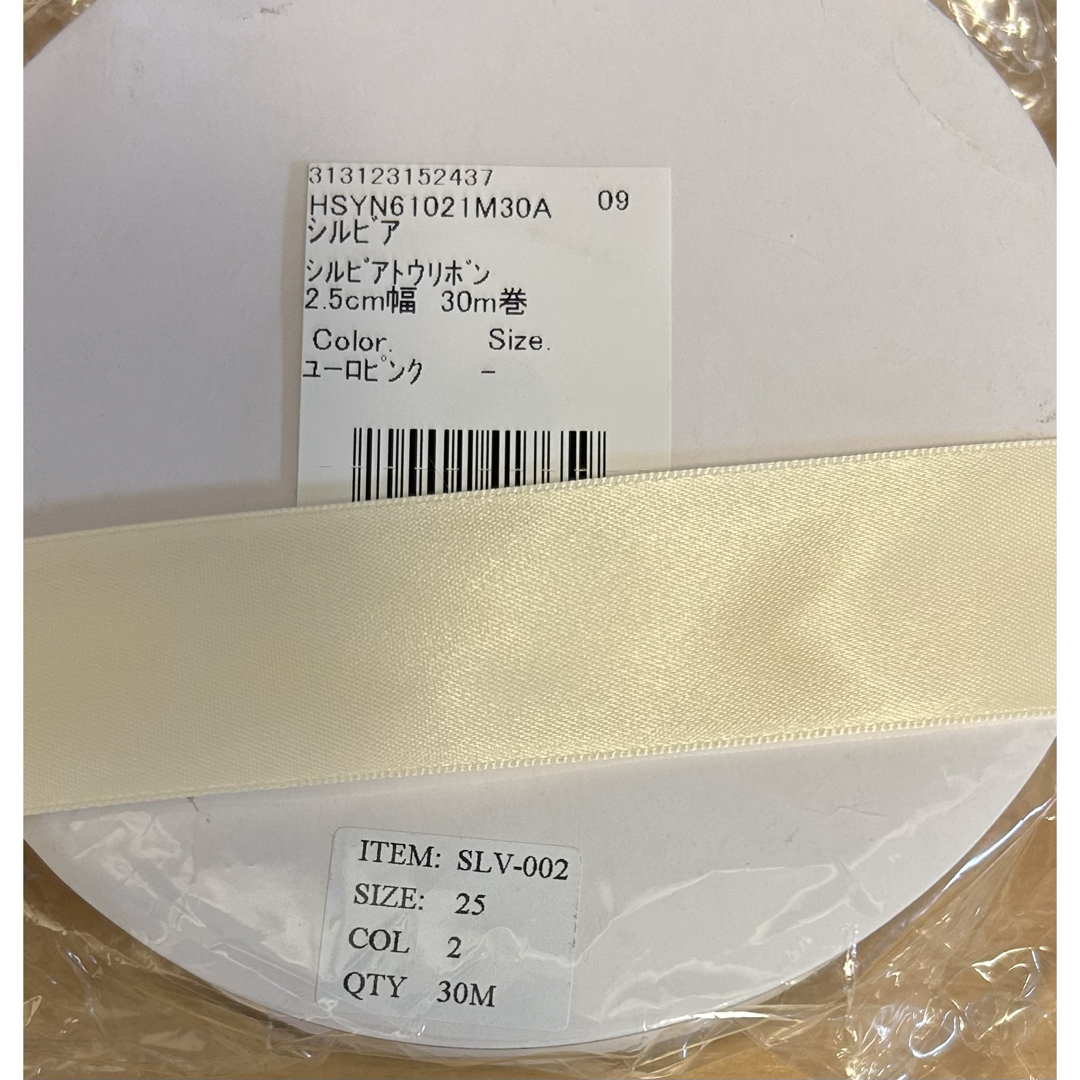 313123152437
HSYN61021M30A 09
シルビア
シルビアトウリボン
2.5cm幅 30m巻
Color. Size.
ユーロピンク －
ITEM: SLV-002
SIZE: 25
COL 2
QTY 30M